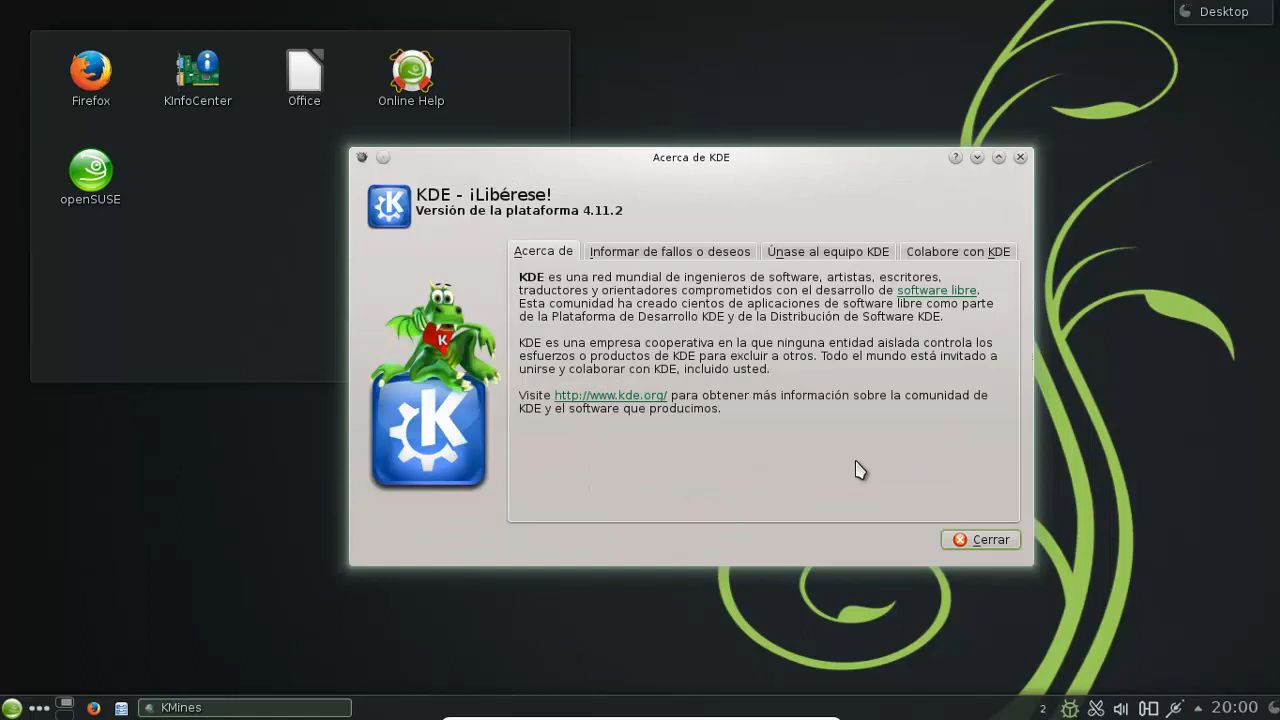 Desktop
Firefox
KInfoCenter
Office
Online Help
openSUSE
Acerca de KDE
KDE - ¡Libérese!
Versión de la plataforma 4.11.2
Acerca de
Informar de fallos o deseos
Únase al equipo KDE
Colabore con KDE
KDE es una red mundial de ingenieros de software, artistas, escritores,
traductores y orientadores comprometidos con el desarrollo de software libre.
Esta comunidad ha creado cientos de aplicaciones de software libre como parte
de la Plataforma de Desarrollo KDE y de la Distribución de Software KDE.
KDE es una empresa cooperativa en la que ninguna entidad aislada controla los
esfuerzos o productos de KDE para excluir a otros. Todo el mundo está invitado a
unirse y colaborar con KDE, incluido usted.
Visite http://www.kde.org/ para obtener más información sobre la comunidad de
KDE y el software que producimos.
K
K
Cerrar
KMines
2
20:00